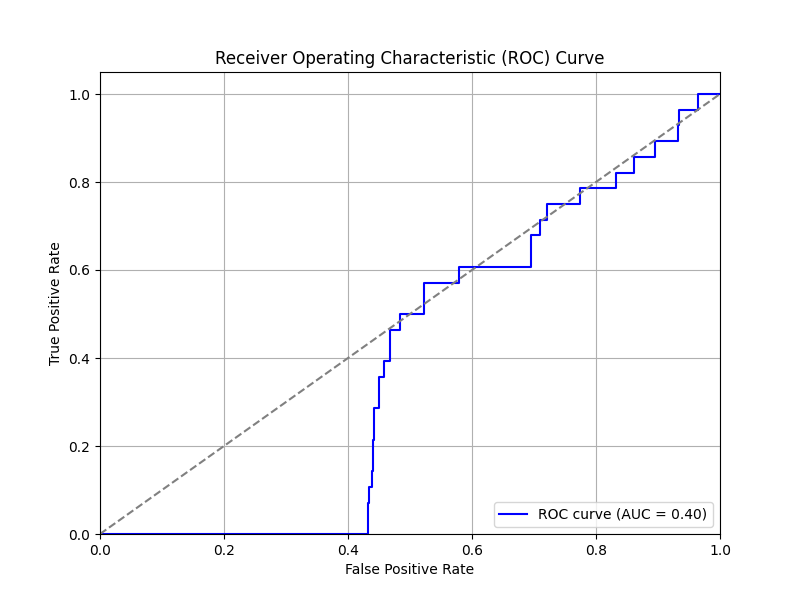 Receiver Operating Characteristic (ROC) Curve
True Positive Rate
1.0
0.8
0.6
0.4
0.2
0.0
ROC curve (AUC = 0.40)
0.0 0.2 0.4 0.6 0.8 1.0
False Positive Rate